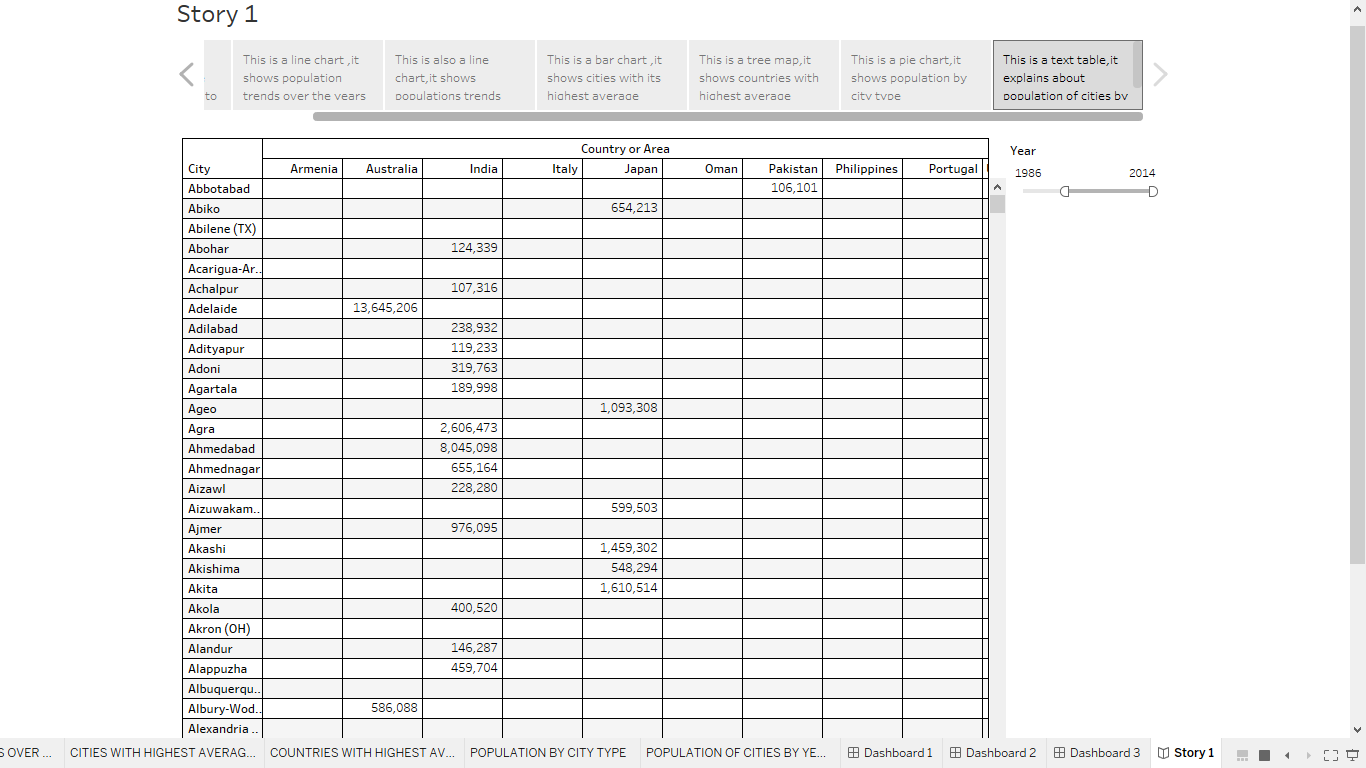 Story 1
to
This is a line chart ,it
shows population
trends over the years
This is also a line
chart,it shows
populations trends
This is a bar chart ,it
shows cities with its
highest average
This is a tree map,it
shows countries with
highest average
This is a pie chart,it
shows population by
city type
This is a text table,it
explains about
population of cities by
Country or Area
City Armenia Australia India Italy Japan Oman Pakistan Philippines Portugal
Abbotabad 106,101
Abiko 654,213
Abilene (TX)
Abohar 124,339
Acarigua-Ar..
Achalpur 107,316
Adelaide 13,645,206
Adilabad 238,932
Adityapur 119,233
Adoni 319,763
Agartala 189,998
Ageo 1,093,308
Agra 2,606,473
Ahmedabad 8,045,098
Ahmednagar 655,164
Aizawl 228,280
Aizuwakam.. 599,503
Ajmer 976,095
Akashi 1,459,302
Akishima 548,294
Akita 1,610,514
Akola 400,520
Akron (OH)
Alandur 146,287
Alappuzha 459,704
Albuquerqu..
Albury-Wod.. 586,088
Alexandria ..
Year
1986 2014
S OVER ... CITIES WITH HIGHEST AVERAG... COUNTRIES WITH HIGHEST AV... POPULATION BY CITY TYPE POPULATION OF CITIES BY YE... Dashboard 1 Dashboard 2 Dashboard 3 Story 1